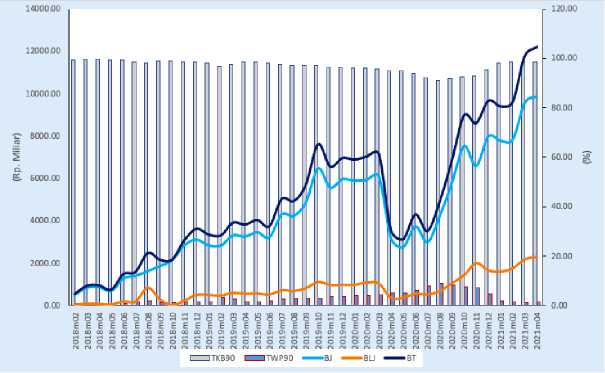 14000.00
12000.00
10000.00
8000.00
6000.00
4000.00
2000.00
0.00
(Rp. Miliar)
120.00
100.00
80.00
60.00
40.00
20.00
0.00
(%)
2018m02
2018m03
2018m04
2018m05
2018m06
2018m07
2018m08
2018m09
2018m10
2018m11
2018m12
2019m01
2019m02
2019m03
2019m04
2019m05
2019m06
2019m07
2019m08
2019m09
2019m10
2019m11
2019m12
2020m01
2020m02
2020m03
2020m04
2020m05
2020m06
2020m07
2020m08
2020m09
2020m10
2020m11
2020m12
2021m01
2021m02
2021m03
2021m04
TKB90 TWP90 BJ BLJ BT